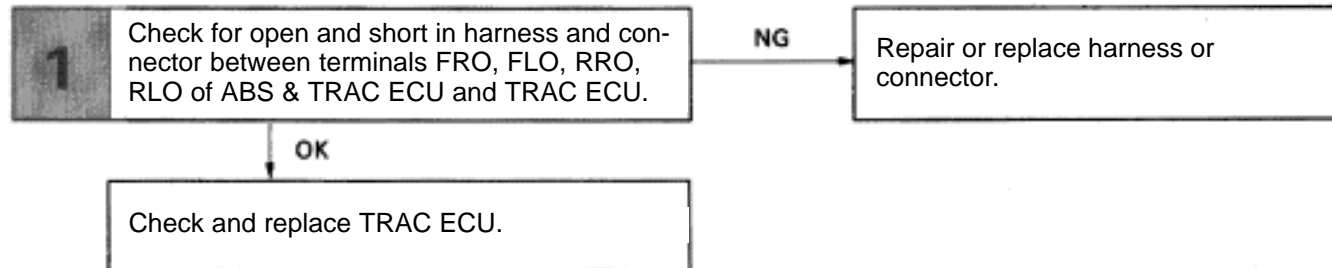 1
Check for open and short in harness and con-
nector between terminals FRO, FLO, RRO,
RLO of ABS & TRAC ECU and TRAC ECU.
NG
Repair or replace harness or
connector.
OK
Check and replace TRAC ECU.